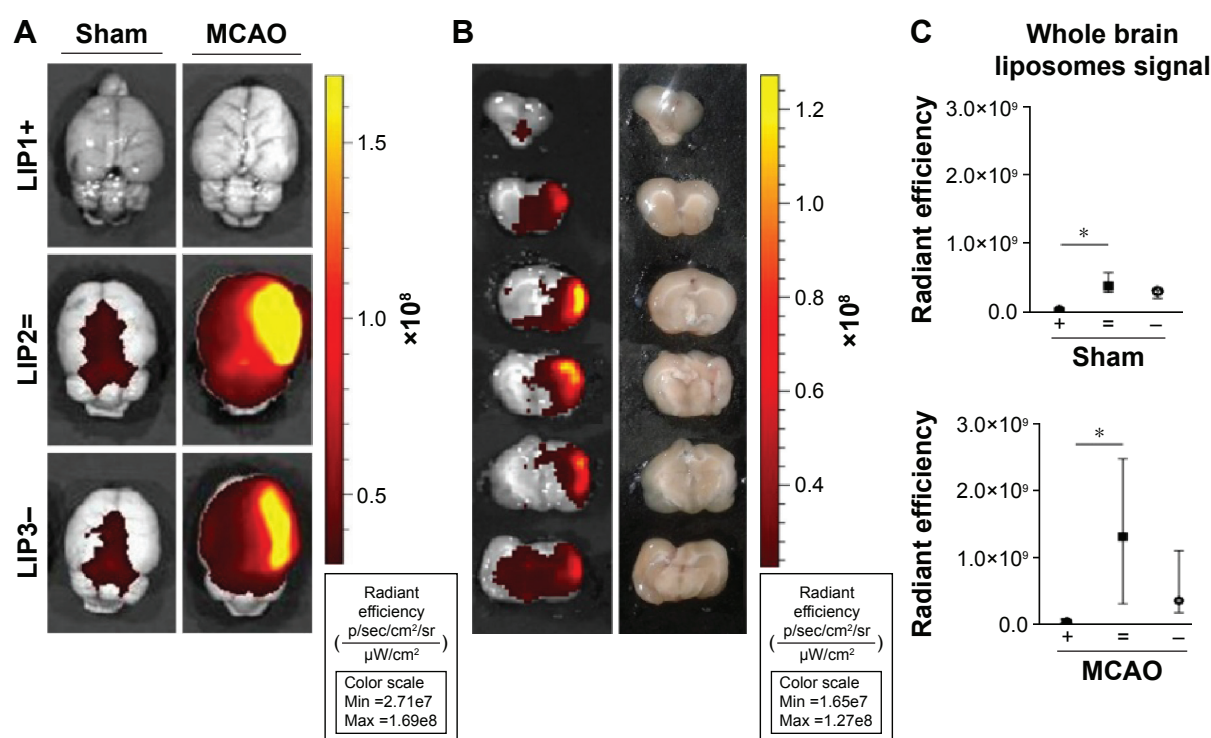 A
Sham
MCAO
LIP1+
LIP2=
LIP3−
1.5
1.0
0.5
×10⁸
Radiant
efficiency
( p/sec/cm²/sr )
µW/cm²
Color scale
Min =2.71e7
Max =1.69e8
B
1.2
1.0
0.8
0.6
0.4
×10⁸
Radiant
efficiency
( p/sec/cm²/sr )
µW/cm²
Color scale
Min =1.65e7
Max =1.27e8
C
Whole brain
liposomes signal
Radiant efficiency
3.0×10⁹
2.0×10⁹
1.0×10⁹
0.0
*
+ = −
Sham
Radiant efficiency
3.0×10⁹
2.0×10⁹
1.0×10⁹
0.0
*
+ = −
MCAO